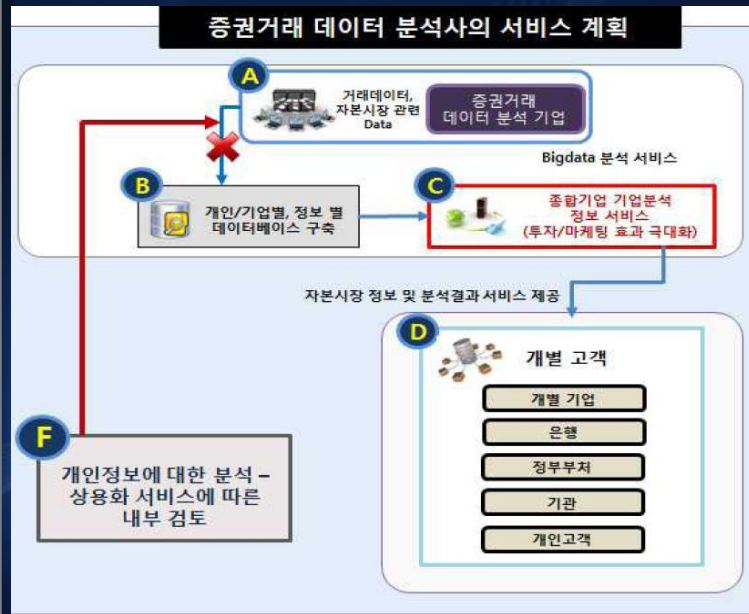 증권거래 데이터 분석사의 서비스 계획
A
거래데이터,
자본시장 관련
Data
증권거래
데이터 분석 기업
Bigdata 분석 서비스
B
개인/기업별, 정보 별
데이터베이스 구축
C
종합기업 기업분석
정보 서비스
(투자/마케팅 효과 극대화)
자본시장 정보 및 분석결과 서비스 제공
D
개별 고객
개별 기업
은행
정부부처
기관
개인고객
F
개인정보에 대한 분석 –
상용화 서비스에 따른
내부 검토